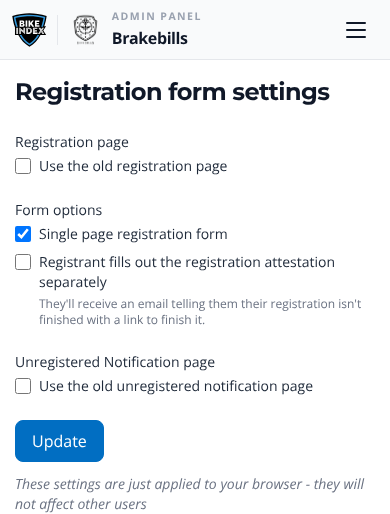 BIKE
INDEX
ADMIN PANEL
Brakebills
Registration form settings
Registration page
Use the old registration page
Form options
Single page registration form
Registrant fills out the registration attestation
separately
They'll receive an email telling them their registration isn't
finished with a link to finish it.
Unregistered Notification page
Use the old unregistered notification page
Update
These settings are just applied to your browser - they will
not affect other users